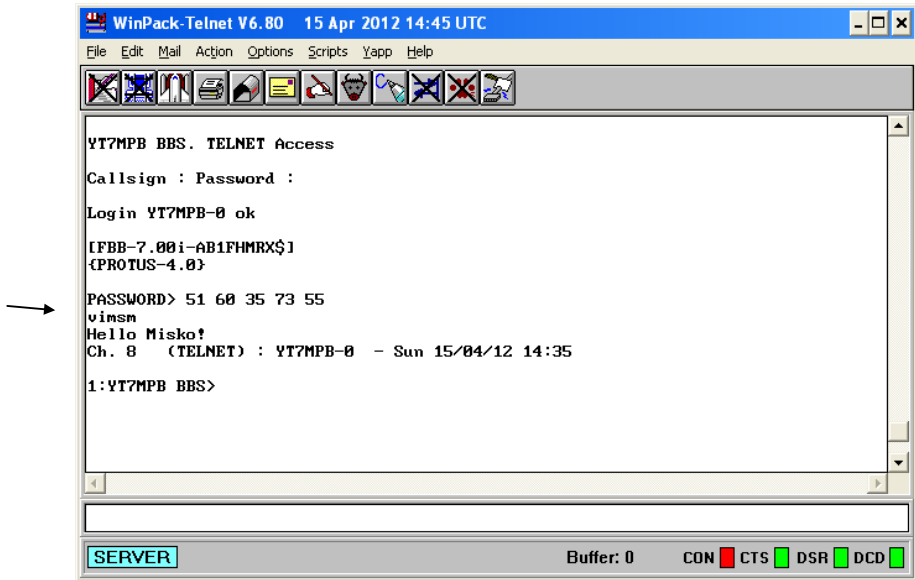 WinPack-Telnet V6.80 15 Apr 2012 14:45 UTC
File Edit Mail Action Options Scripts Yapp Help
YT7MPB BBS. TELNET Access
Callsign : Password :
Login YT7MPB-0 ok
[FBB-7.00i-AB1FHMRX$]
{PROTUS-4.0}
PASSWORD> 51 60 35 73 55
vimsm
Hello Misko!
Ch. 8 (TELNET) : YT7MPB-0 - Sun 15/04/12 14:35
1:YT7MPB BBS>
SERVER Buffer: 0 CON CTS DSR DCD